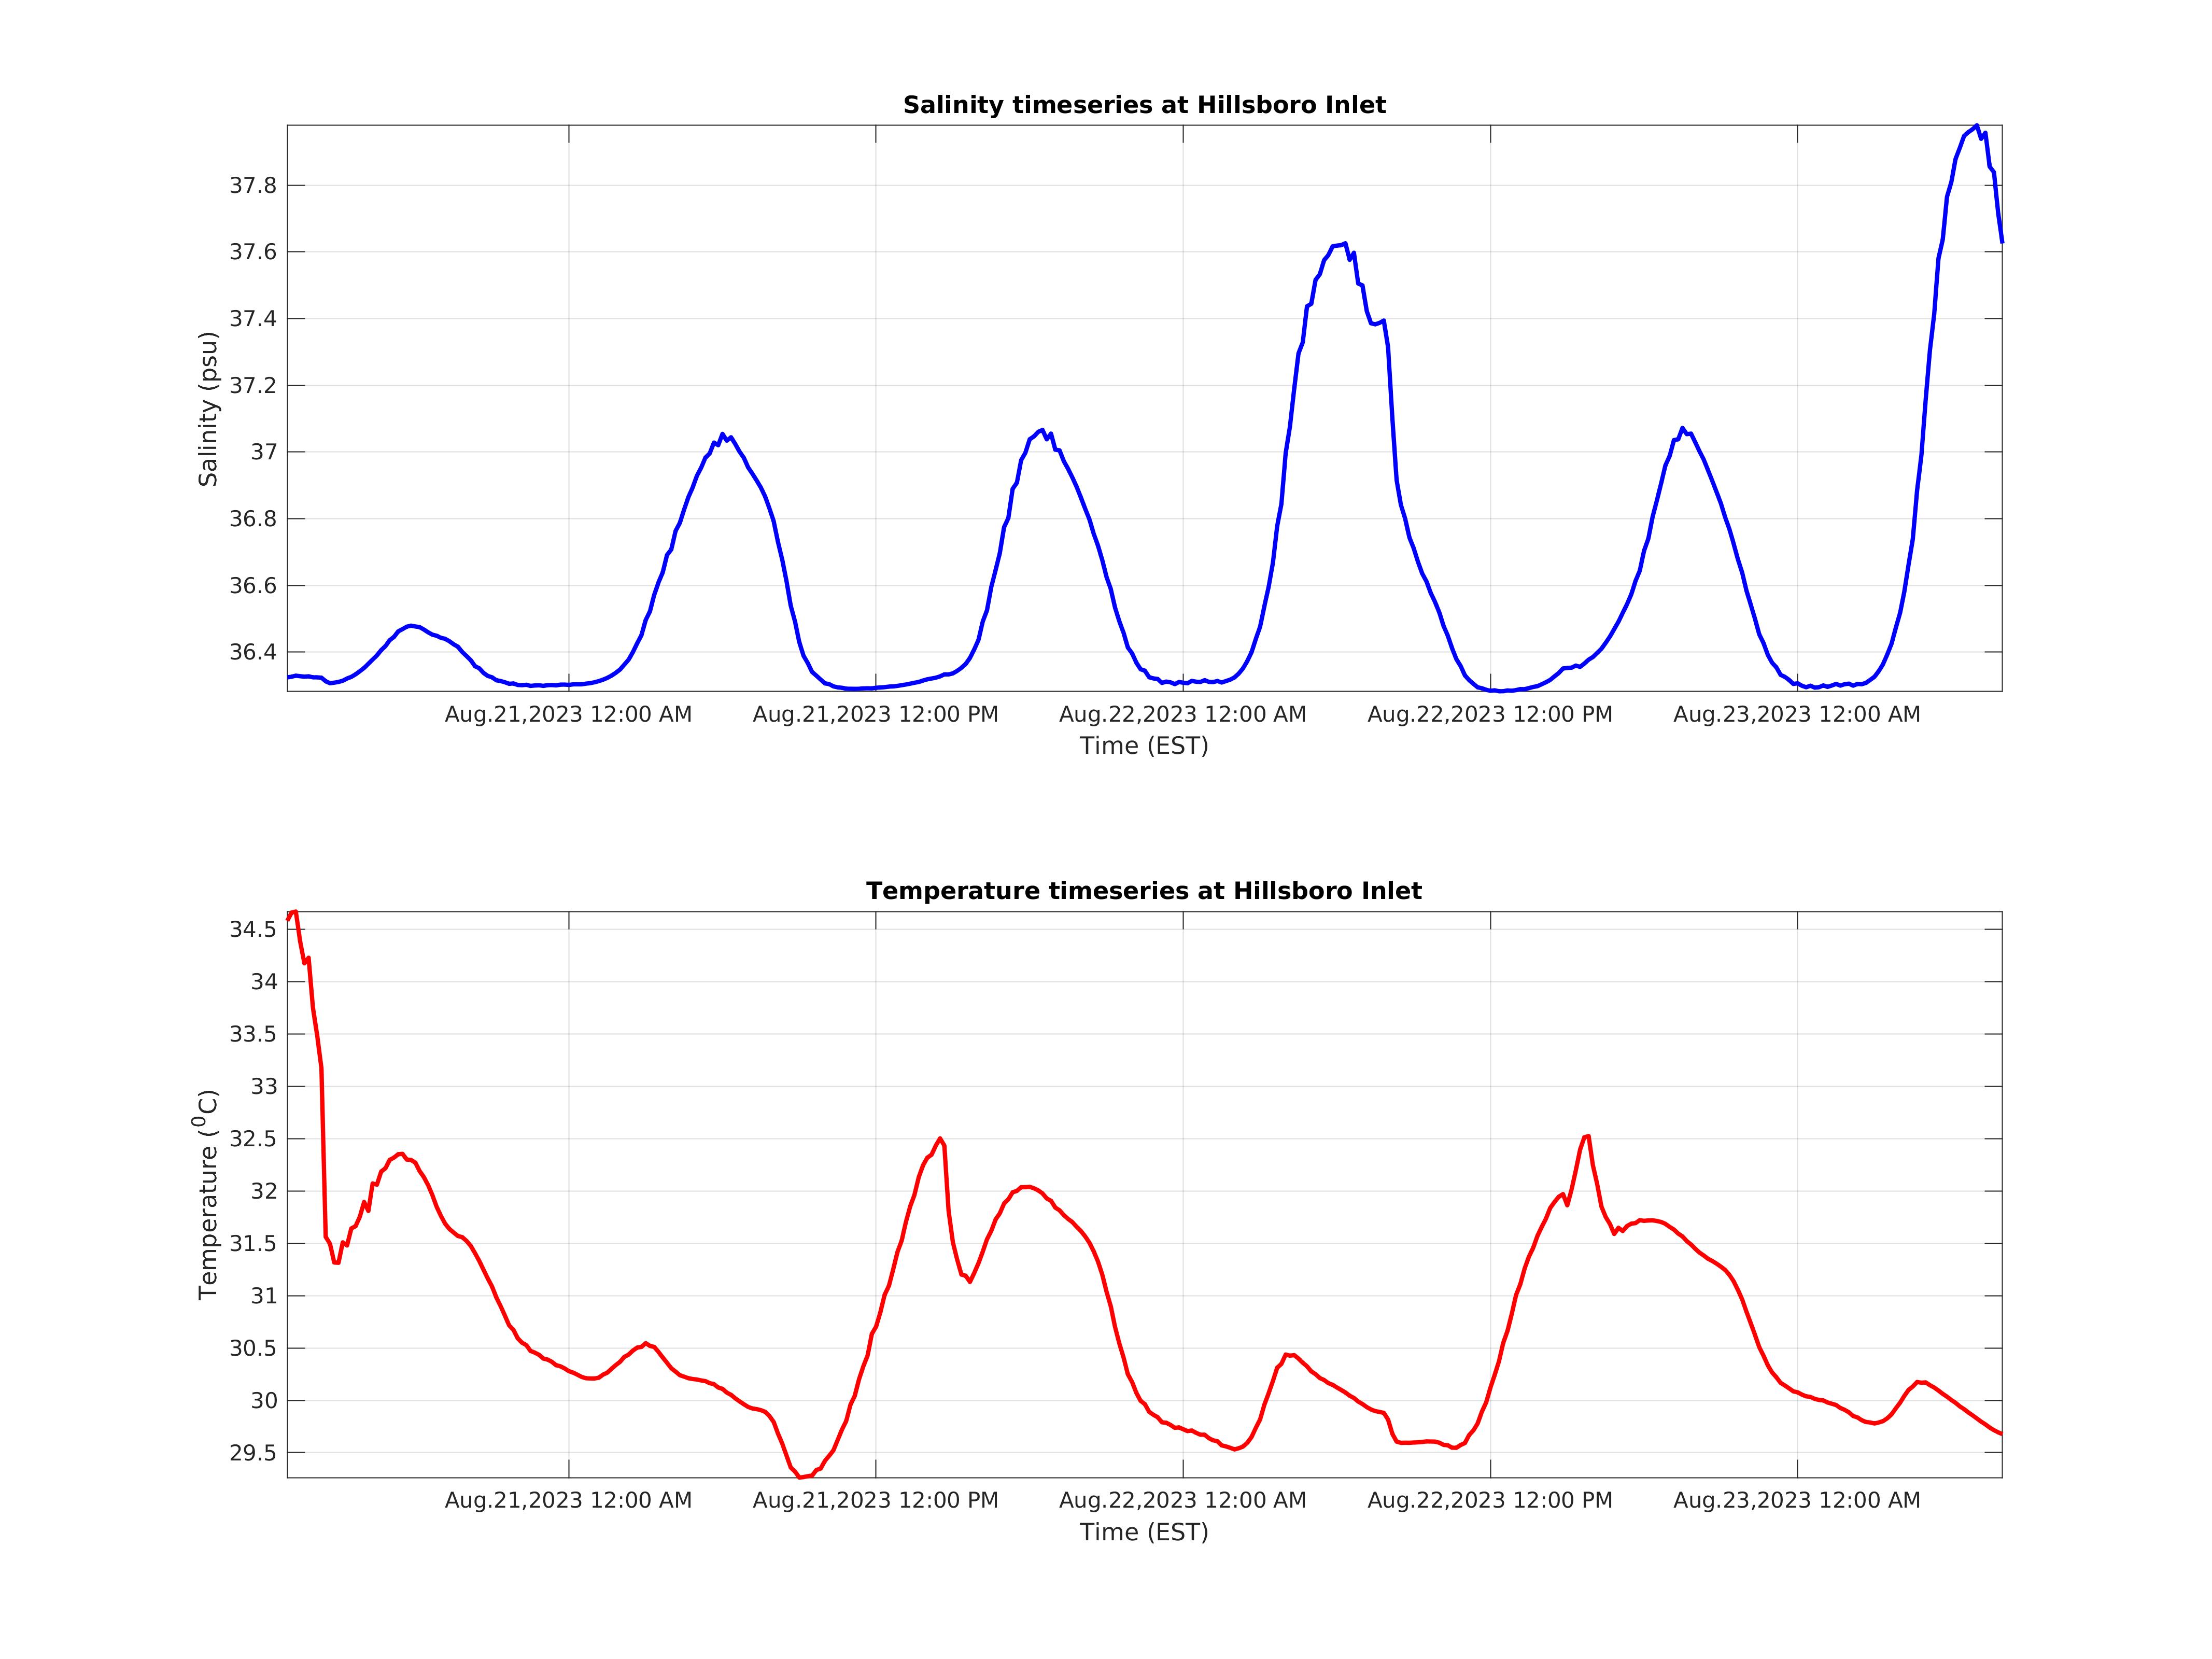 Salinity timeseries at Hillsboro Inlet
37.8
37.6
37.4
37.2
37
36.8
36.6
36.4
Salinity (psu)
Aug.21,2023 12:00 AM Aug.21,2023 12:00 PM Aug.22,2023 12:00 AM Aug.22,2023 12:00 PM Aug.23,2023 12:00 AM
Time (EST)
Temperature timeseries at Hillsboro Inlet
34.5
34
33.5
33
32.5
32
31.5
31
30.5
30
29.5
Temperature (⁰C)
Aug.21,2023 12:00 AM Aug.21,2023 12:00 PM Aug.22,2023 12:00 AM Aug.22,2023 12:00 PM Aug.23,2023 12:00 AM
Time (EST)